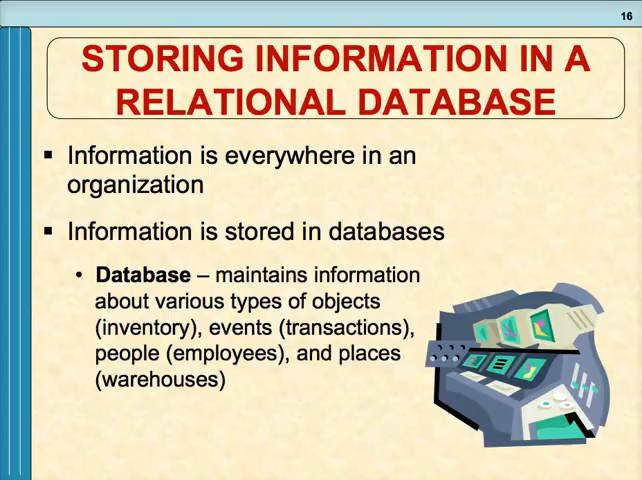 16
STORING INFORMATION IN A
RELATIONAL DATABASE
▪ Information is everywhere in an
organization
▪ Information is stored in databases
• Database – maintains information
about various types of objects
(inventory), events (transactions),
people (employees), and places
(warehouses)